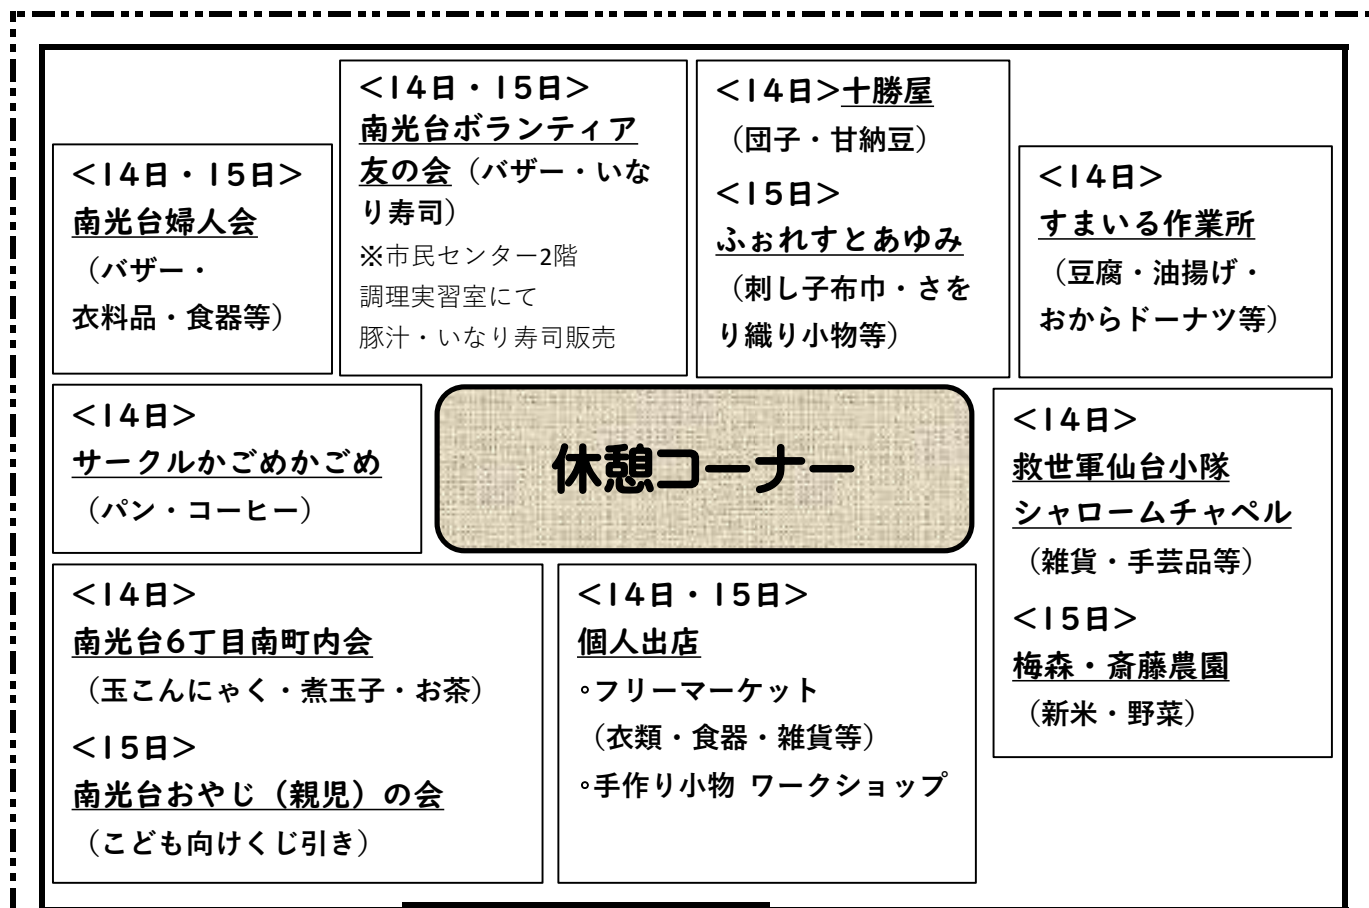 <14日・15日>
南光台婦人会
（バザー・
衣料品・食器等）
<14日・15日>
南光台ボランティア
友の会（バザー・いな
り寿司）
※市民センター2階
調理実習室にて
豚汁・いなり寿司販売
<14日>十勝屋
（団子・甘納豆）
<15日>
ふぉれすとあゆみ
（刺し子布巾・さを
り織り小物等）
<14日>
すまいる作業所
（豆腐・油揚げ・
おからドーナツ等）
<14日>
サークルかごめかごめ
（パン・コーヒー）
休憩コーナー
<14日>
救世軍仙台小隊
シャロームチャペル
（雑貨・手芸品等）
<15日>
梅森・斎藤農園
（新米・野菜）
<14日>
南光台6丁目南町内会
（玉こんにゃく・煮玉子・お茶）
<15日>
南光台おやじ（親児）の会
（こども向けくじ引き）
<14日・15日>
個人出店
◦フリーマーケット
（衣類・食器・雑貨等）
◦手作り小物 ワークショップ